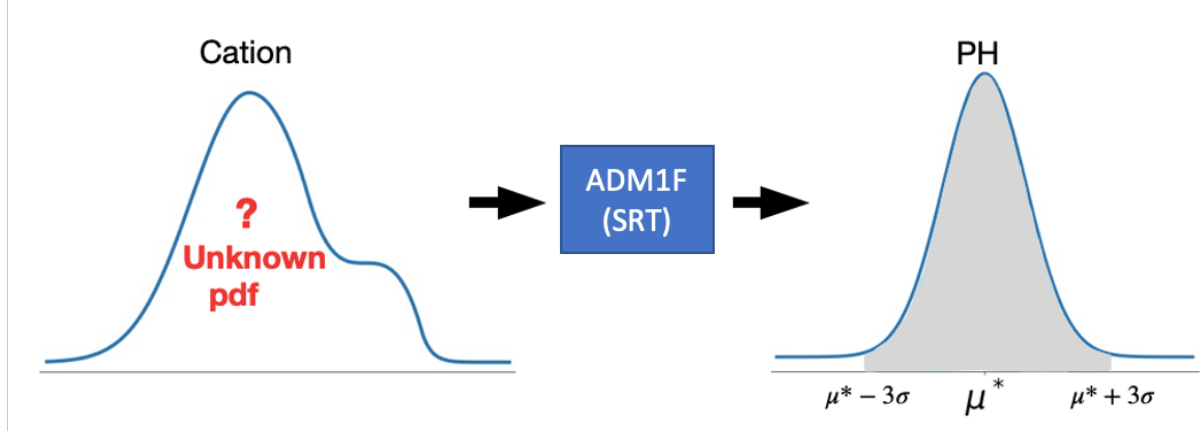 Cation
?
Unknown
pdf
ADM1F
(SRT)
PH
μ* − 3σ
μ*
μ* + 3σ